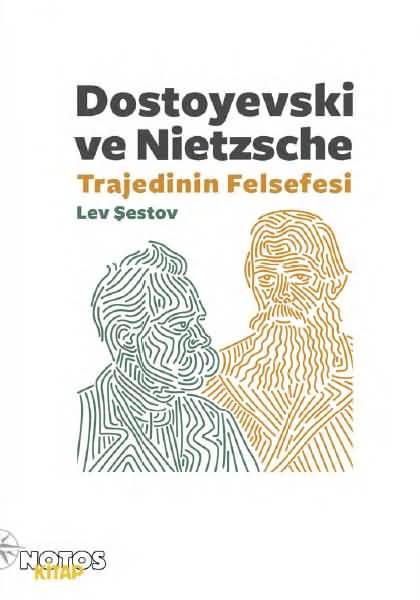 Dostoyevski
ve Nietzsche
Trajedinin Felsefesi
Lev Şestov
NOTOS
KİTAP